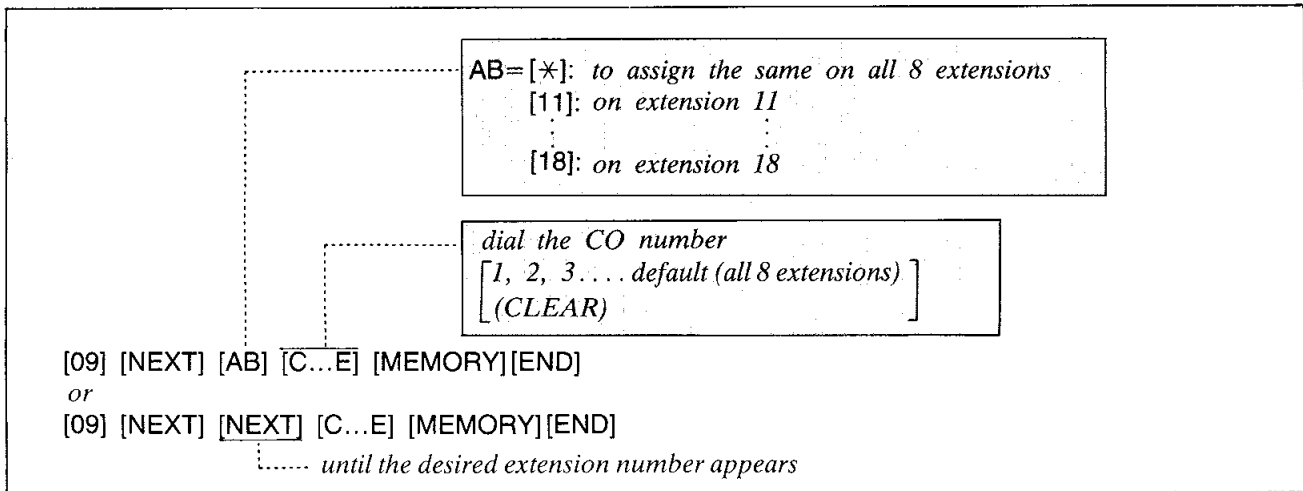 AB=[✳]: to assign the same on all 8 extensions
[11]: on extension 11
[18]: on extension 18
dial the CO number
[1, 2, 3.... default (all 8 extensions)
(CLEAR)]
[09] [NEXT] [AB] [C...E] [MEMORY][END]
or
[09] [NEXT] [NEXT] [C...E] [MEMORY][END]
until the desired extension number appears